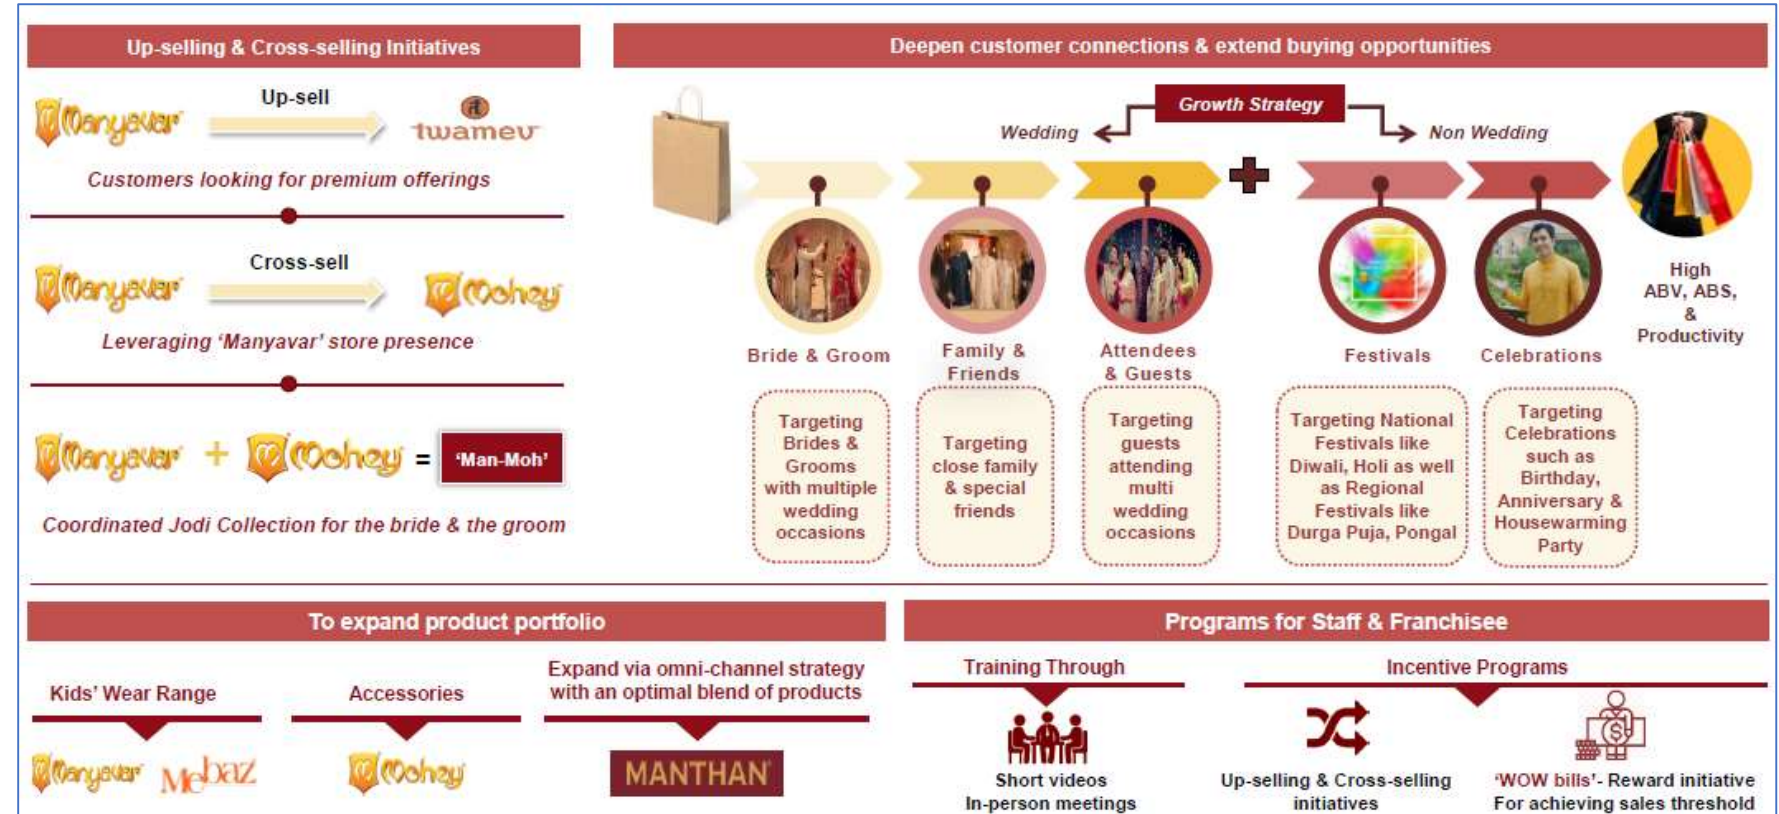 Up-selling & Cross-selling Initiatives
Manyavar
Up-sell
twamev
Customers looking for premium offerings
Manyavar
Cross-sell
Mohey
Leveraging ‘Manyavar’ store presence
Manyavar + Mohey = ‘Man-Moh’
Coordinated Jodi Collection for the bride & the groom
Deepen customer connections & extend buying opportunities
Growth Strategy
Wedding
Non Wedding
Bride & Groom
Targeting
Brides &
Grooms
with multiple
wedding
occasions
Family &
Friends
Targeting
close family
& special
friends
Attendees
& Guests
Targeting
guests
attending
multi
wedding
occasions
Festivals
Targeting National
Festivals like
Diwali, Holi as well
as Regional
Festivals like
Durga Puja, Pongal
Celebrations
Targeting
Celebrations
such as
Birthday,
Anniversary &
Housewarming
Party
High
ABV, ABS,
&
Productivity
To expand product portfolio
Kids’ Wear Range
Manyavar Mebaz
Accessories
Mohey
Expand via omni-channel strategy
with an optimal blend of products
MANTHAN
Programs for Staff & Franchisee
Training Through
Short videos
In-person meetings
Incentive Programs
Up-selling & Cross-selling
initiatives
$
‘WOW bills’- Reward initiative
For achieving sales threshold